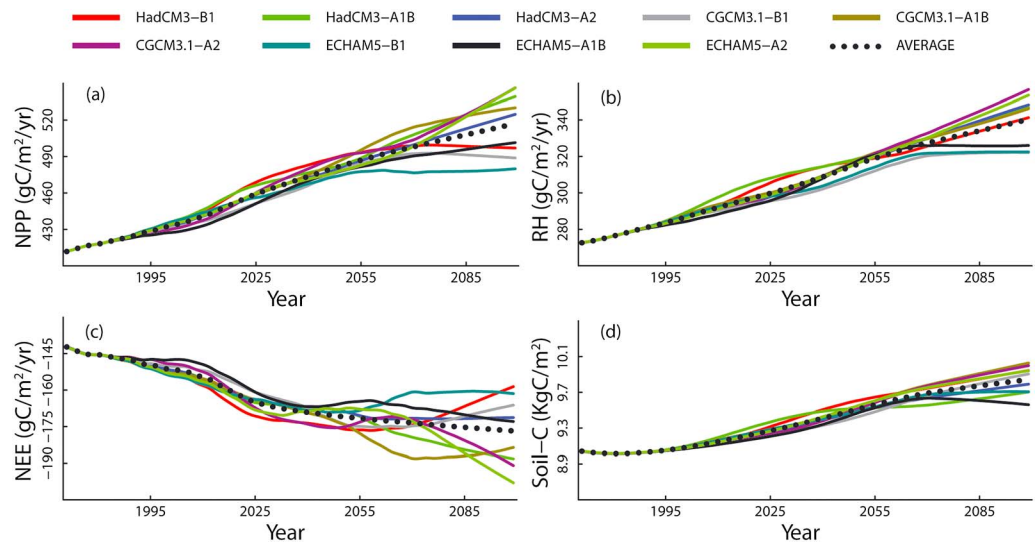 HadCM3−B1 HadCM3−A1B HadCM3−A2 CGCM3.1−B1 CGCM3.1−A1B
CGCM3.1−A2 ECHAM5−B1 ECHAM5−A1B ECHAM5−A2 AVERAGE
(a)
NPP (gC/m²/yr)
520
490
460
430
1995 2025 2055 2085
Year
(b)
RH (gC/m²/yr)
340
320
300
280
1995 2025 2055 2085
Year
(c)
NEE (gC/m²/yr)
−145
−160
−175
−190
1995 2025 2055 2085
Year
(d)
Soil−C (KgC/m²)
10.1
9.7
9.3
8.9
1995 2025 2055 2085
Year